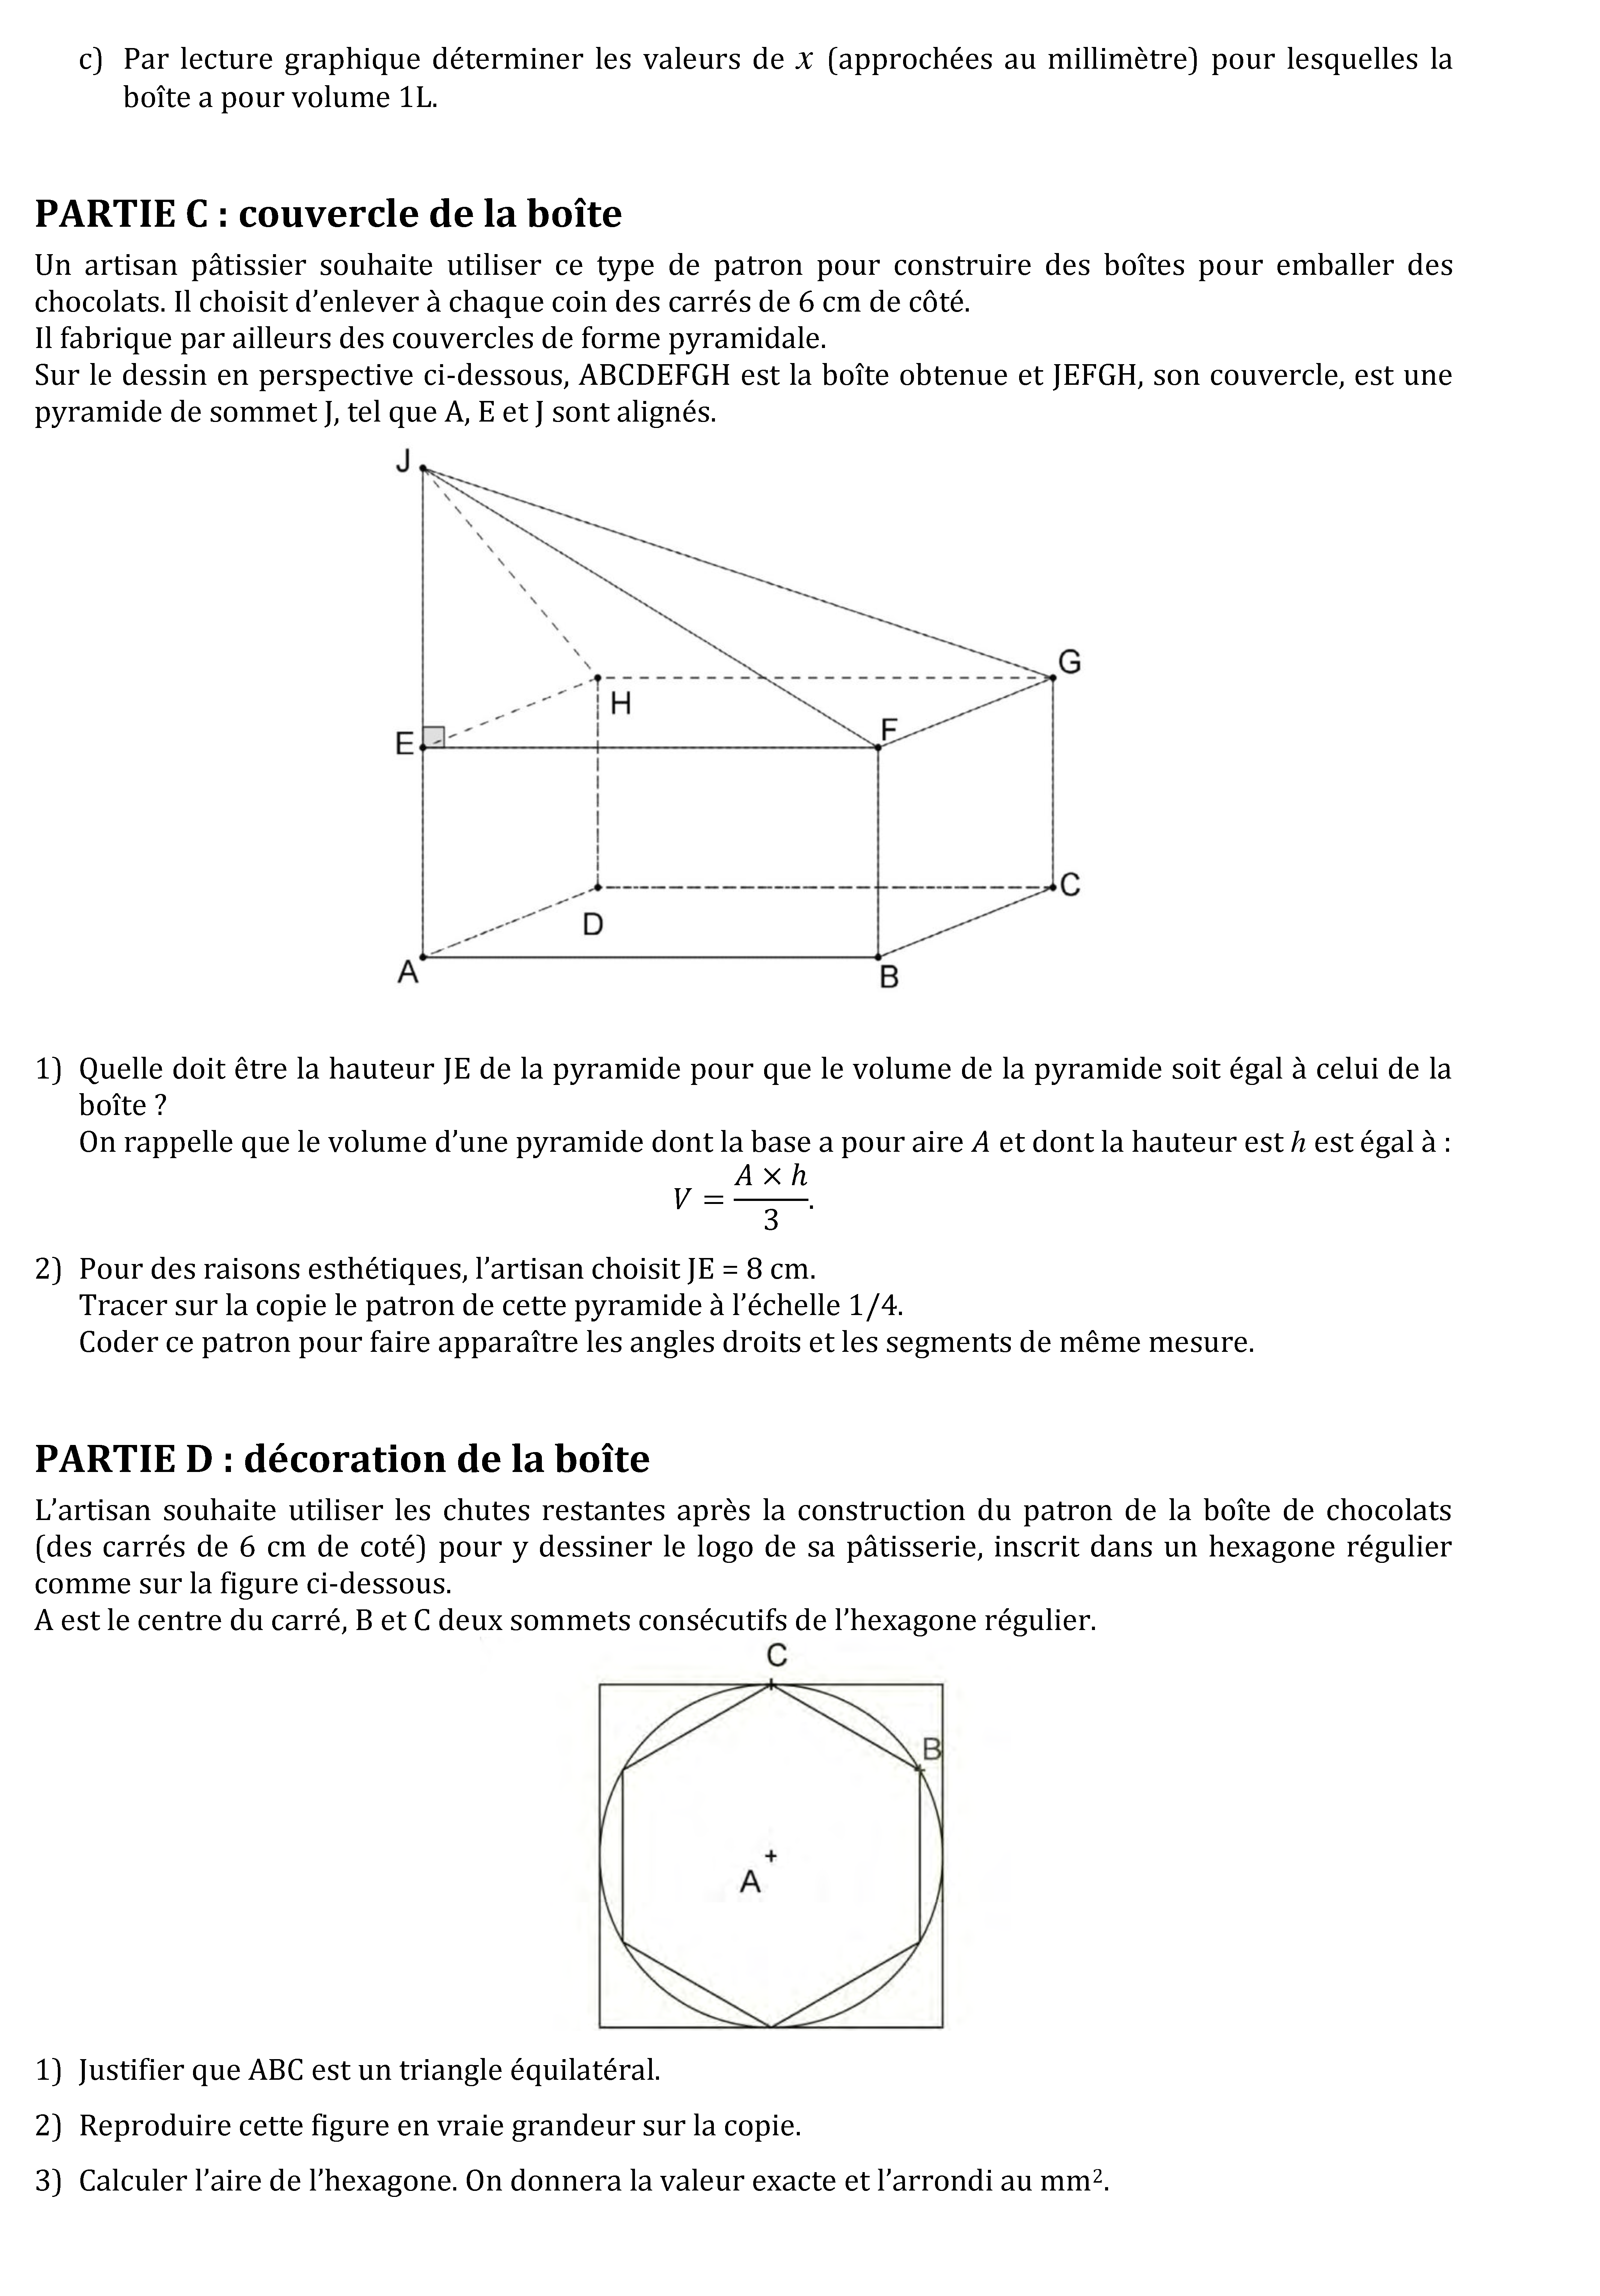 c) Par lecture graphique déterminer les valeurs de x (approchées au millimètre) pour lesquelles la
boîte a pour volume 1L.
PARTIE C : couvercle de la boîte
Un artisan pâtissier souhaite utiliser ce type de patron pour construire des boîtes pour emballer des
chocolats. Il choisit d’enlever à chaque coin des carrés de 6 cm de côté.
Il fabrique par ailleurs des couvercles de forme pyramidale.
Sur le dessin en perspective ci-dessous, ABCDEFGH est la boîte obtenue et JEFGH, son couvercle, est une
pyramide de sommet J, tel que A, E et J sont alignés.
J
G
H
F
E
C
D
A
B
1) Quelle doit être la hauteur JE de la pyramide pour que le volume de la pyramide soit égal à celui de la
boîte ?
On rappelle que le volume d’une pyramide dont la base a pour aire A et dont la hauteur est h est égal à :
V = A × h / 3.
2) Pour des raisons esthétiques, l’artisan choisit JE = 8 cm.
Tracer sur la copie le patron de cette pyramide à l’échelle 1/4.
Coder ce patron pour faire apparaître les angles droits et les segments de même mesure.
PARTIE D : décoration de la boîte
L’artisan souhaite utiliser les chutes restantes après la construction du patron de la boîte de chocolats
(des carrés de 6 cm de coté) pour y dessiner le logo de sa pâtisserie, inscrit dans un hexagone régulier
comme sur la figure ci-dessous.
A est le centre du carré, B et C deux sommets consécutifs de l’hexagone régulier.
C
B
A
1) Justifier que ABC est un triangle équilatéral.
2) Reproduire cette figure en vraie grandeur sur la copie.
3) Calculer l’aire de l’hexagone. On donnera la valeur exacte et l’arrondi au mm².